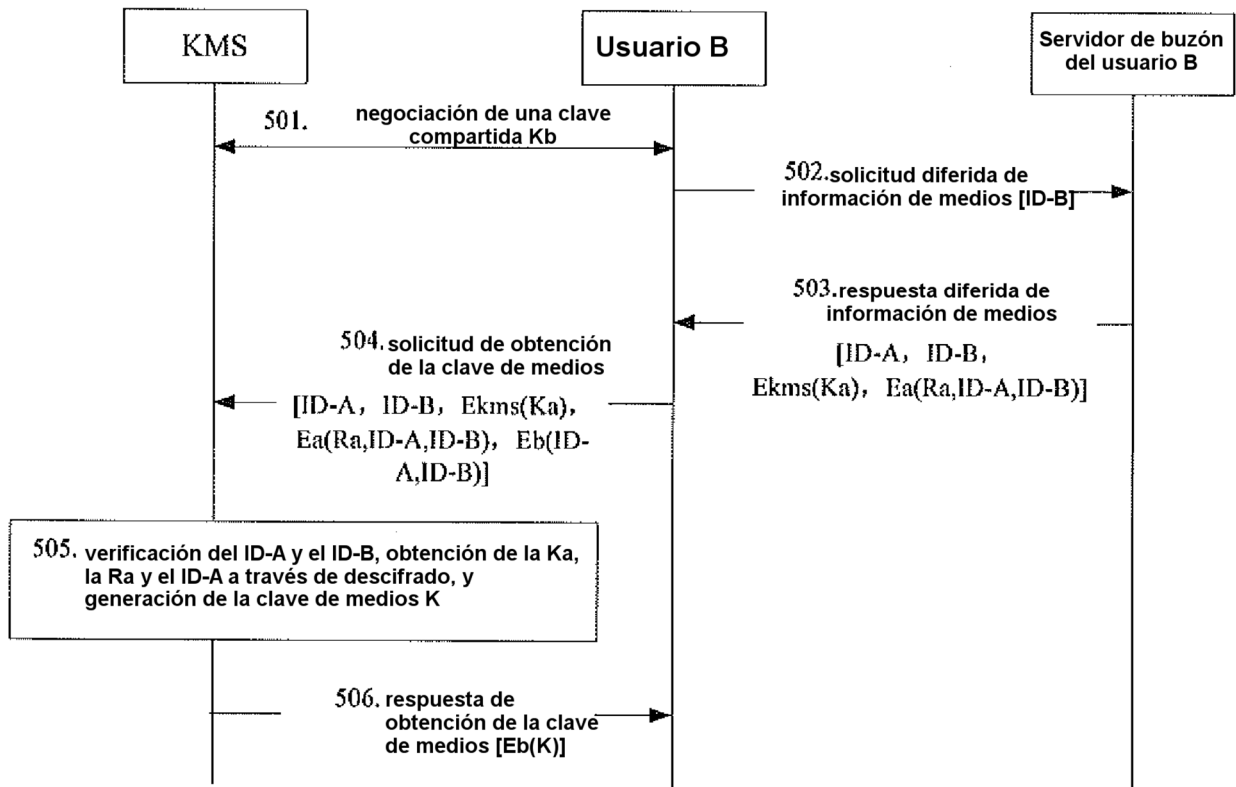 KMS
Usuario B
Servidor de buzón
del usuario B
501. negociación de una clave
compartida Kb
502. solicitud diferida de
información de medios [ID-B]
503. respuesta diferida de
información de medios
[ID-A, ID-B,
Ekms(Ka), Ea(Ra,ID-A,ID-B)]
504. solicitud de obtención
de la clave de medios
[ID-A, ID-B, Ekms(Ka),
Ea(Ra,ID-A,ID-B), Eb(ID-
A,ID-B)]
505. verificación del ID-A y el ID-B, obtención de la Ka,
la Ra y el ID-A a través de descifrado, y
generación de la clave de medios K
506. respuesta de
obtención de la clave
de medios [Eb(K)]